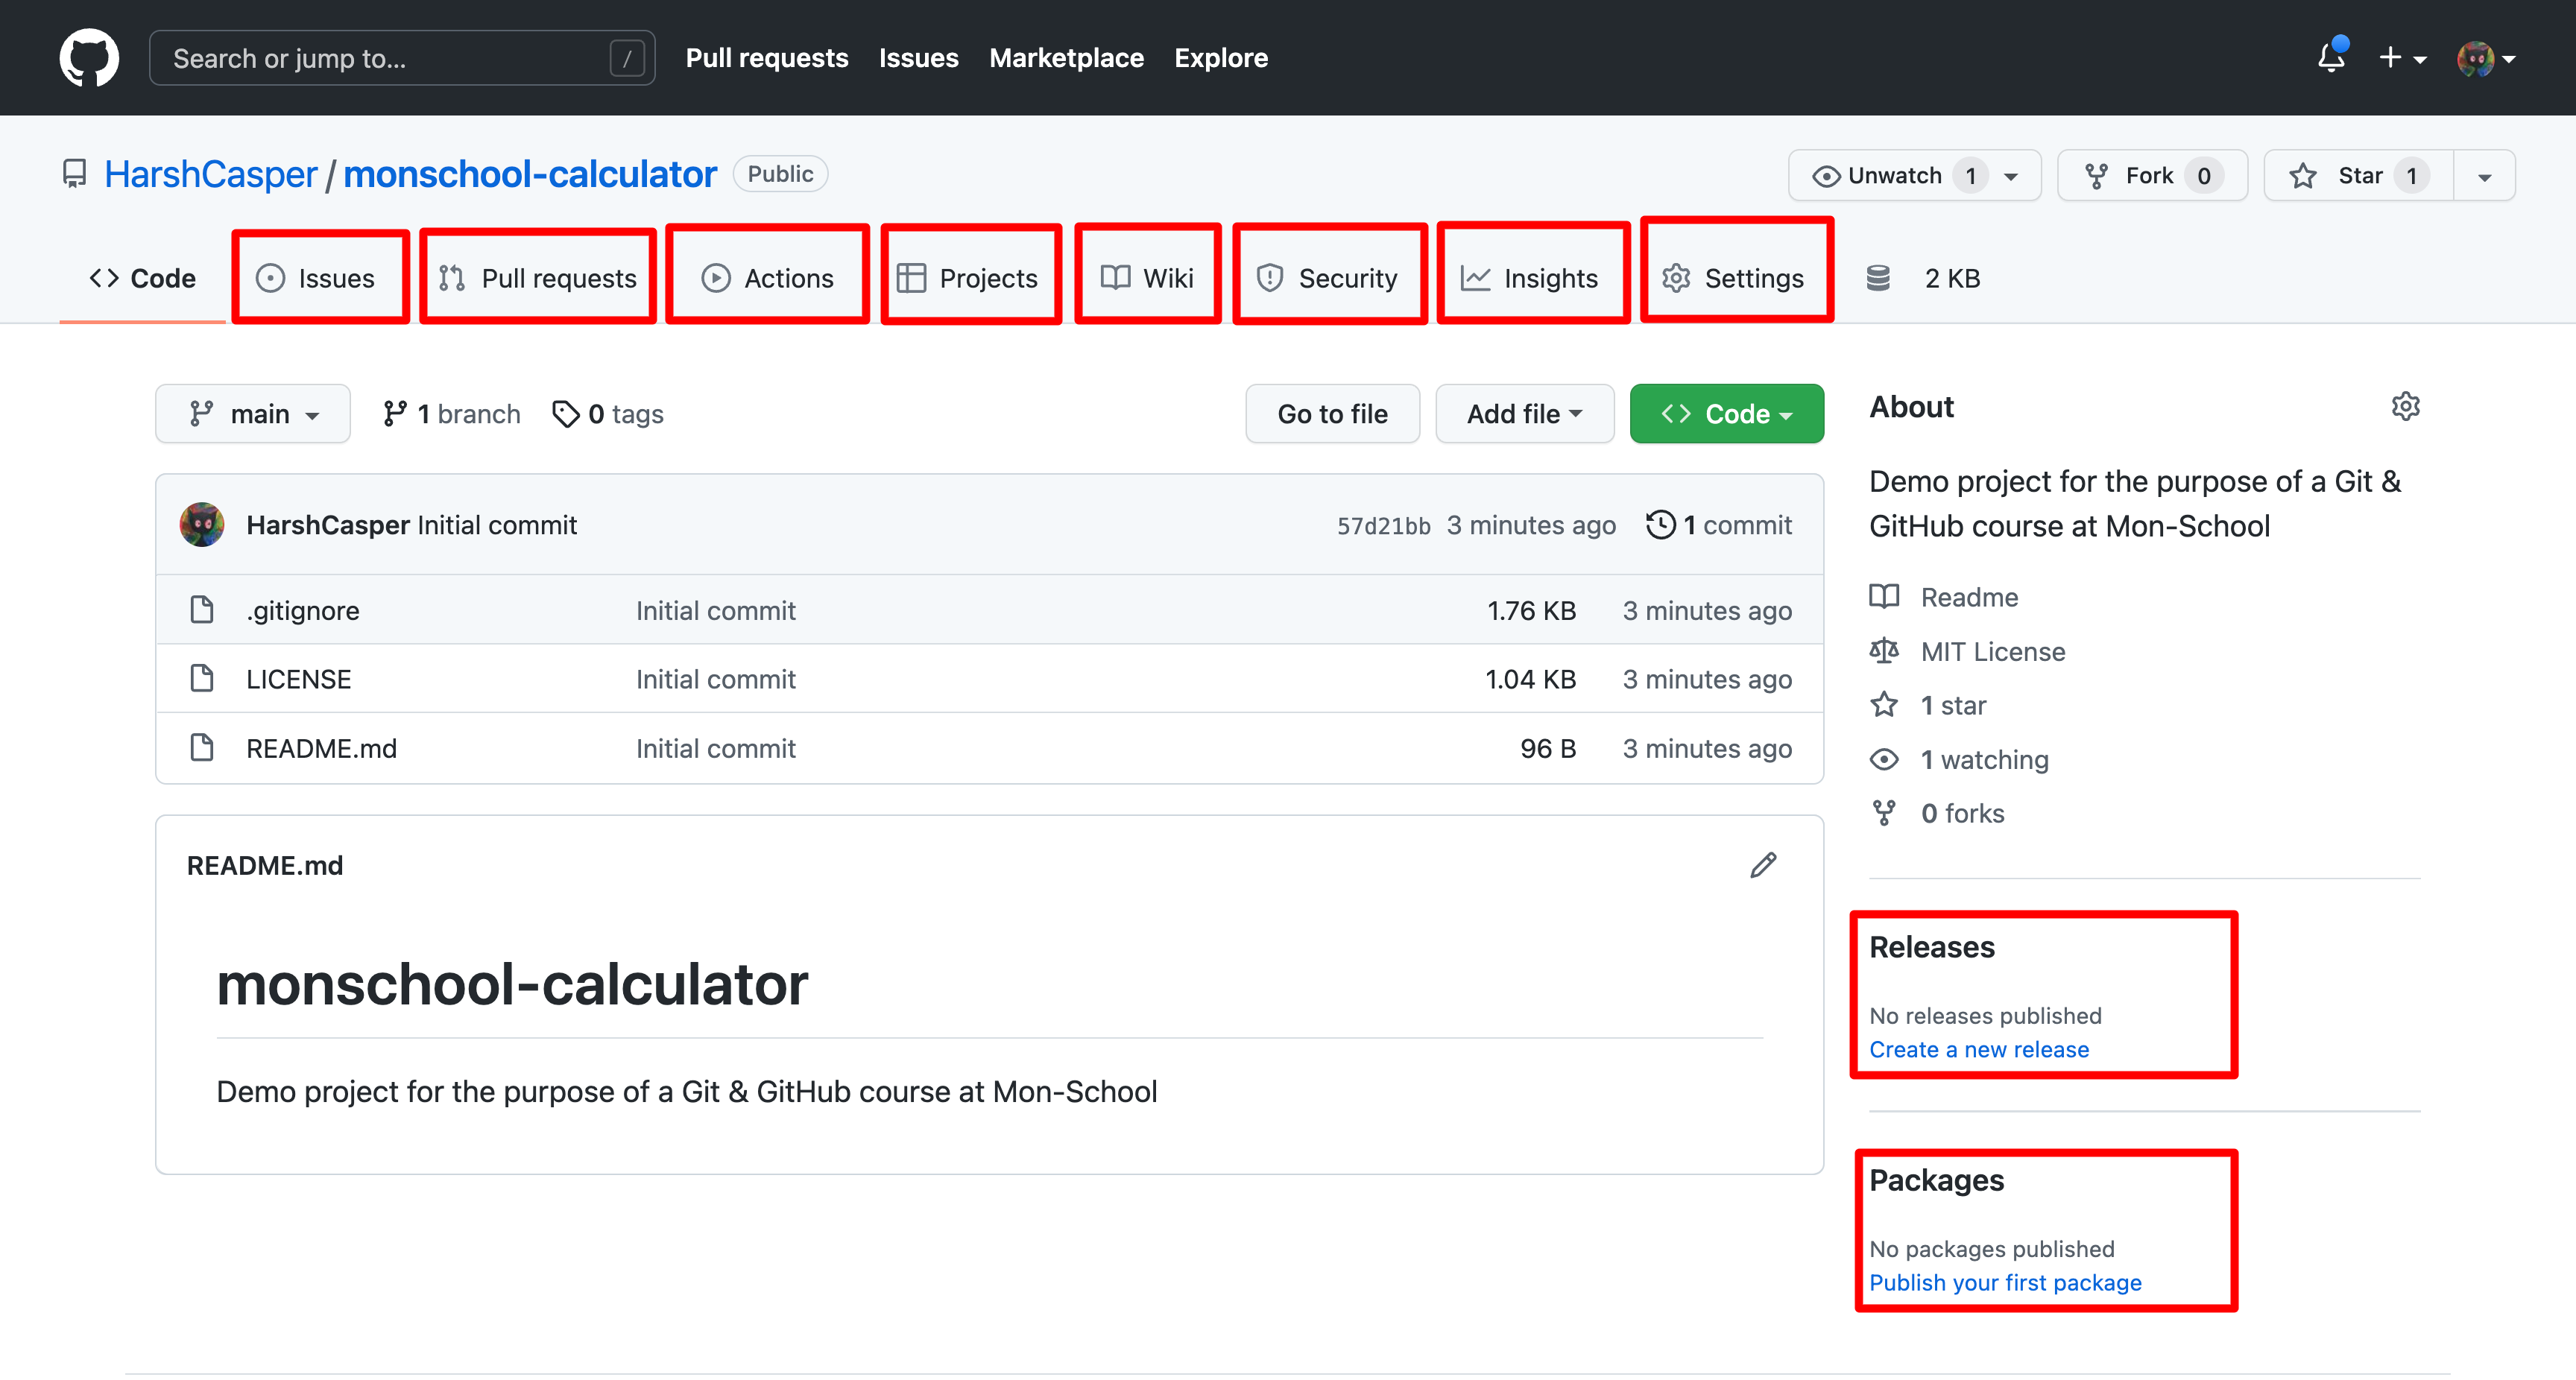 Search or jump to... / Pull requests Issues Marketplace Explore
HarshCasper / monschool-calculator Public Unwatch 1 Fork 0 Star 1
Code Issues Pull requests Actions Projects Wiki Security Insights Settings 2 KB
main 1 branch 0 tags Go to file Add file Code
HarshCasper Initial commit 57d21bb 3 minutes ago 1 commit
.gitignore Initial commit 1.76 KB 3 minutes ago
LICENSE Initial commit 1.04 KB 3 minutes ago
README.md Initial commit 96 B 3 minutes ago
README.md
monschool-calculator
Demo project for the purpose of a Git & GitHub course at Mon-School
About
Demo project for the purpose of a Git &
GitHub course at Mon-School
Readme
MIT License
1 star
1 watching
0 forks
Releases
No releases published
Create a new release
Packages
No packages published
Publish your first package